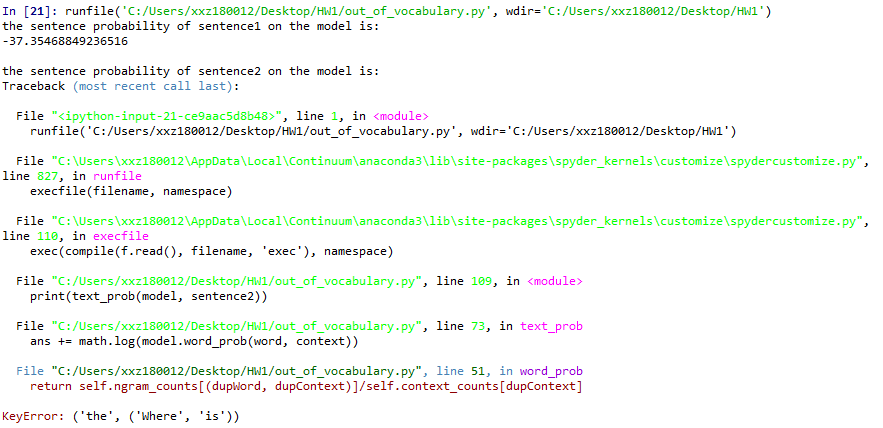 In [21]: runfile('C:/Users/xxz180012/Desktop/HW1/out_of_vocabulary.py', wdir='C:/Users/xxz180012/Desktop/HW1')
the sentence probability of sentence1 on the model is:
-37.35468849236516
the sentence probability of sentence2 on the model is:
Traceback (most recent call last):
File "<ipython-input-21-ce9aac5d8b48>", line 1, in <module>
runfile('C:/Users/xxz180012/Desktop/HW1/out_of_vocabulary.py', wdir='C:/Users/xxz180012/Desktop/HW1')
File "C:\Users\xxz180012\AppData\Local\Continuum\anaconda3\lib\site-packages\spyder_kernels\customize\spydercustomize.py",
line 827, in runfile
execfile(filename, namespace)
File "C:\Users\xxz180012\AppData\Local\Continuum\anaconda3\lib\site-packages\spyder_kernels\customize\spydercustomize.py",
line 110, in execfile
exec(compile(f.read(), filename, 'exec'), namespace)
File "C:/Users/xxz180012/Desktop/HW1/out_of_vocabulary.py", line 109, in <module>
print(text_prob(model, sentence2))
File "C:/Users/xxz180012/Desktop/HW1/out_of_vocabulary.py", line 73, in text_prob
ans += math.log(model.word_prob(word, context))
File "C:/Users/xxz180012/Desktop/HW1/out_of_vocabulary.py", line 51, in word_prob
return self.ngram_counts[(dupWord, dupContext)]/self.context_counts[dupContext]
KeyError: ('the', ('Where', 'is'))